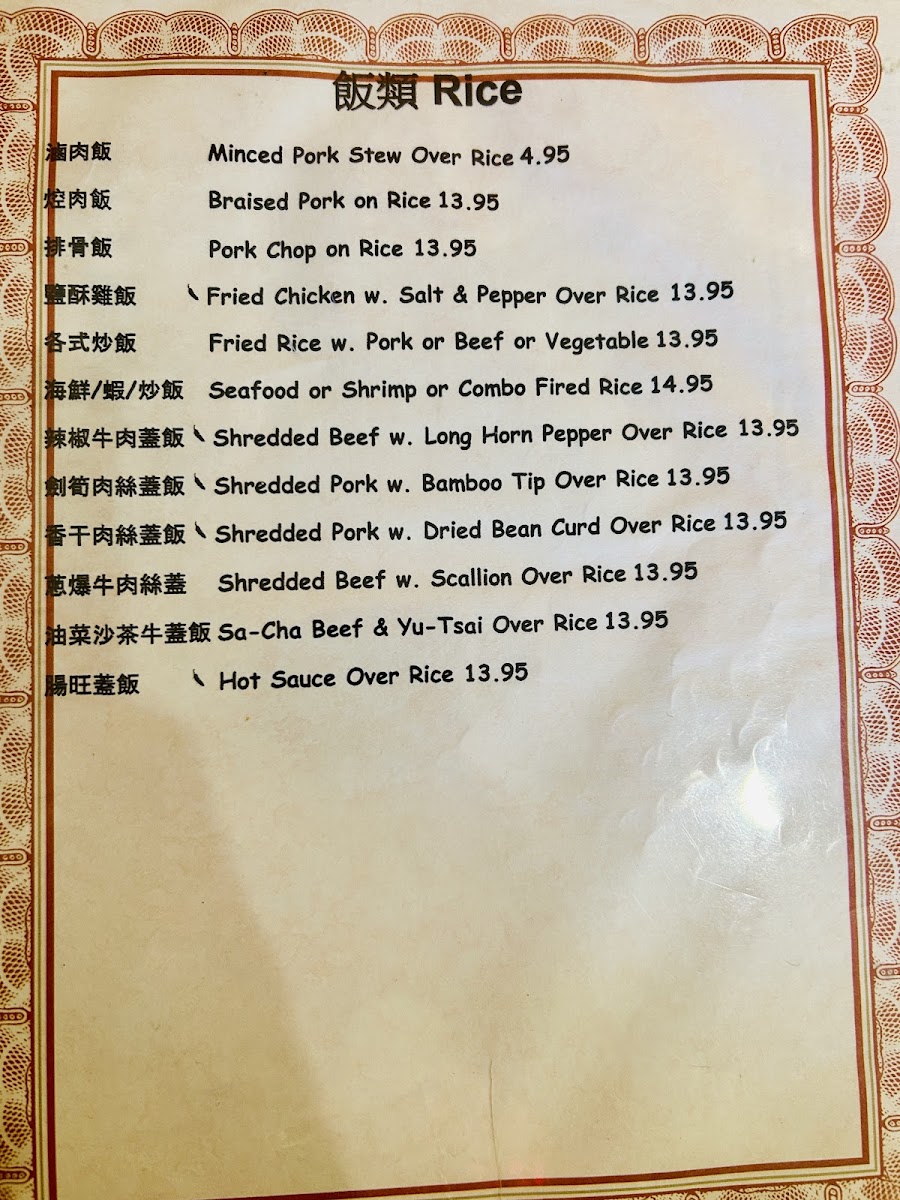 飯類 Rice
滷肉飯 Minced Pork Stew Over Rice 4.95
焢肉飯 Braised Pork on Rice 13.95
排骨飯 Pork Chop on Rice 13.95
鹽酥雞飯 Fried Chicken w. Salt & Pepper Over Rice 13.95
各式炒飯 Fried Rice w. Pork or Beef or Vegetable 13.95
海鮮/蝦/炒飯 Seafood or Shrimp or Combo Fired Rice 14.95
辣椒牛肉蓋飯 Shredded Beef w. Long Horn Pepper Over Rice 13.95
劍筍肉絲蓋飯 Shredded Pork w. Bamboo Tip Over Rice 13.95
香干肉絲蓋飯 Shredded Pork w. Dried Bean Curd Over Rice 13.95
蔥爆牛肉絲蓋 Shredded Beef w. Scallion Over Rice 13.95
油菜沙茶牛蓋飯 Sa-Cha Beef & Yu-Tsai Over Rice 13.95
腸旺蓋飯 Hot Sauce Over Rice 13.95